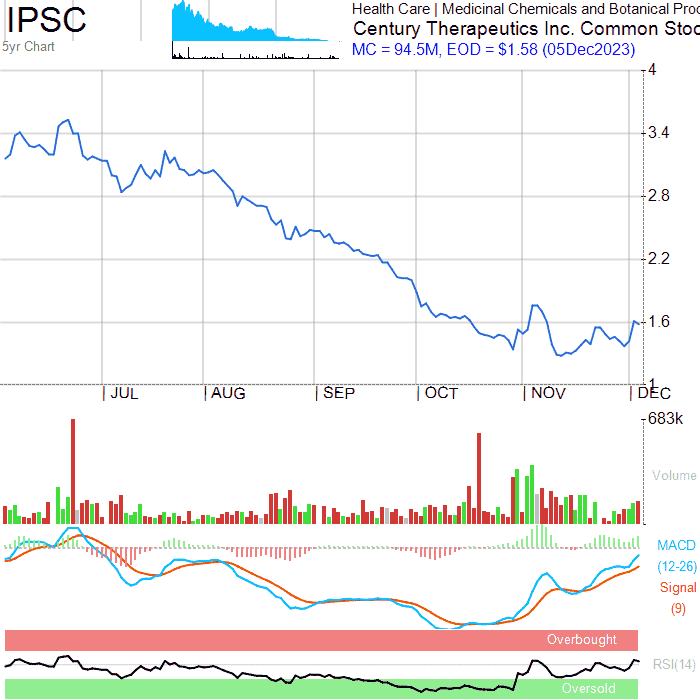 IPSC
5yr Chart
Health Care | Medicinal Chemicals and Botanical Proc
Century Therapeutics Inc. Common Stoc
MC = 94.5M, EOD = $1.58 (05Dec2023)
4
3.4
2.8
2.2
1.6
1
JUL AUG SEP OCT NOV DEC
683k
Volume
MACD
(12-26)
Signal
(9)
Overbought
RSI(14)
Oversold